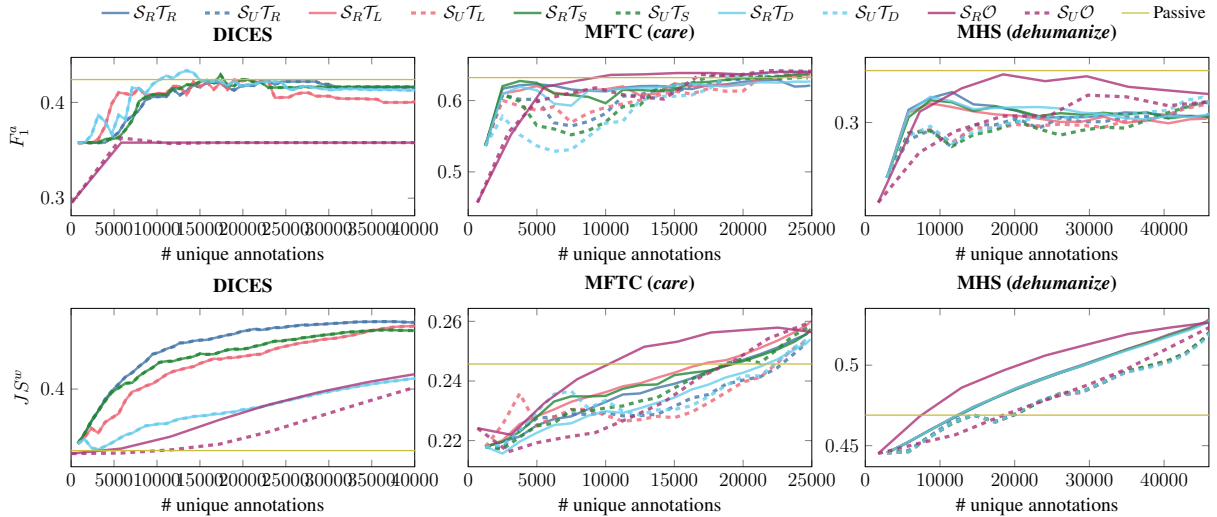 S_R T_R S_U T_R S_R T_L S_U T_L S_R T_S S_U T_S S_R T_D S_U T_D S_R O S_U O Passive
DICES
MFTC (care)
MHS (dehumanize)
F_1^a
0.4
0.3
0 5000 10000 15000 20000 25000 30000 35000 40000
# unique annotations
0.6
0.5
0 5000 10000 15000 20000 25000
# unique annotations
0.3
10000 20000 30000 40000
# unique annotations
DICES
MFTC (care)
MHS (dehumanize)
JS^w
0.4
0 5000 10000 15000 20000 25000 30000 35000 40000
# unique annotations
0.26
0.24
0.22
0 5000 10000 15000 20000 25000
# unique annotations
0.5
0.45
10000 20000 30000 40000
# unique annotations